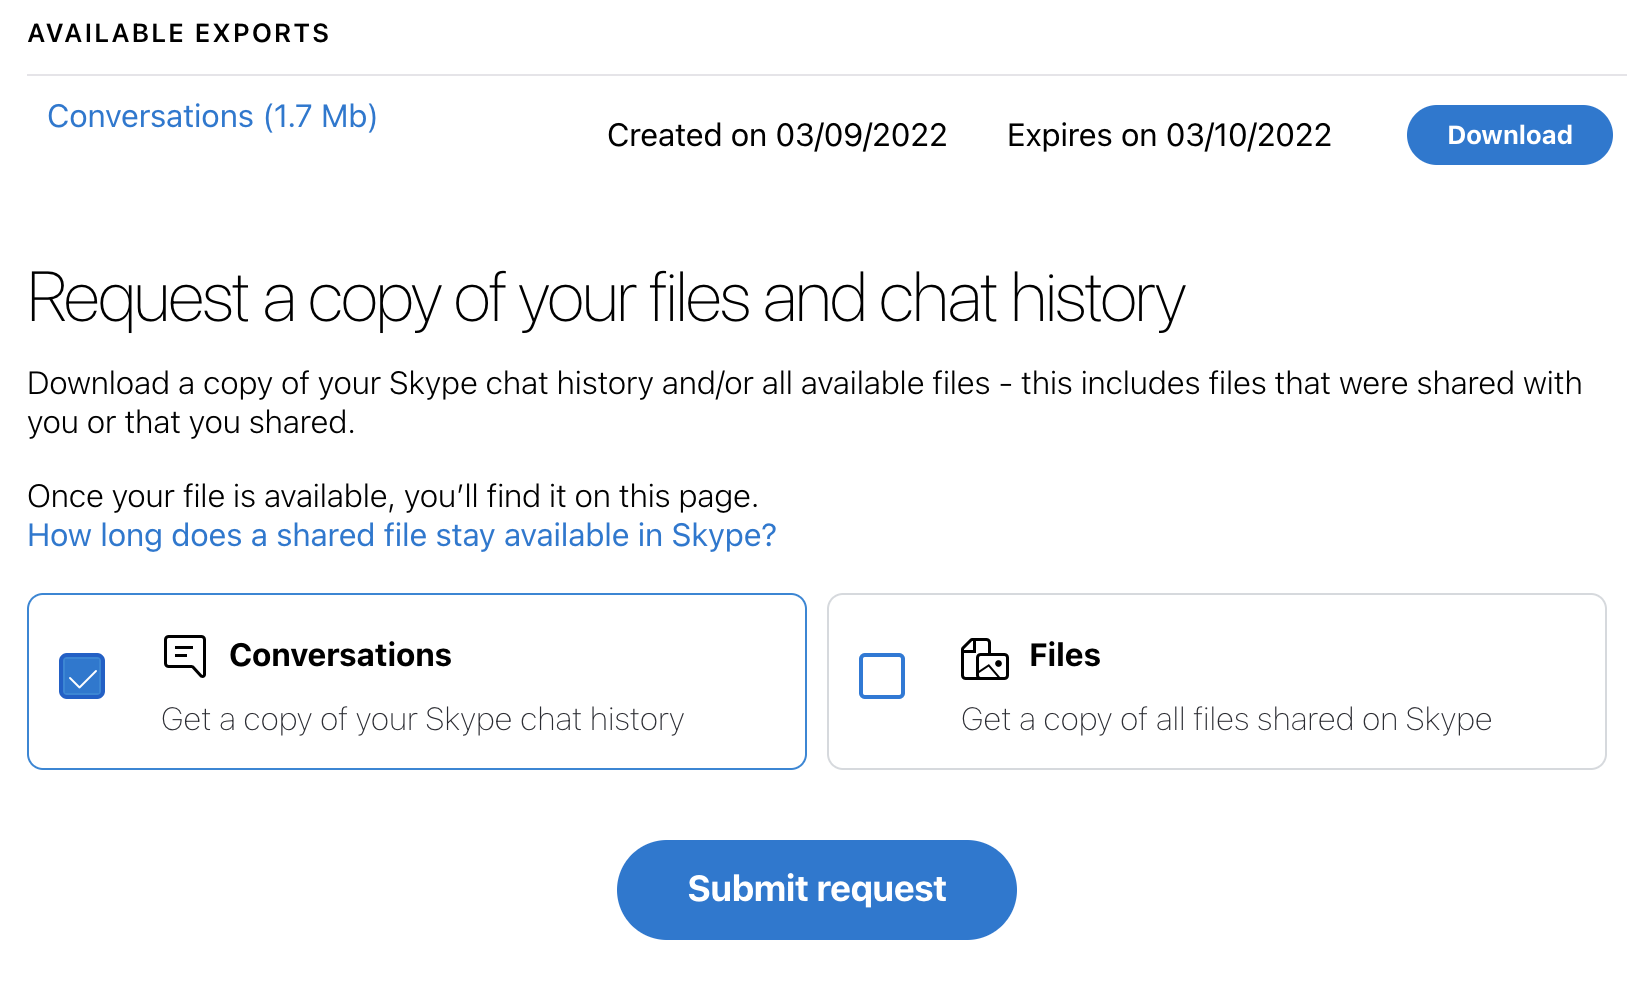 AVAILABLE EXPORTS
Conversations (1.7 Mb)
Created on 03/09/2022 Expires on 03/10/2022 Download
Request a copy of your files and chat history
Download a copy of your Skype chat history and/or all available files - this includes files that were shared with
you or that you shared.
Once your file is available, you’ll find it on this page.
How long does a shared file stay available in Skype?
Conversations
Get a copy of your Skype chat history
Files
Get a copy of all files shared on Skype
Submit request